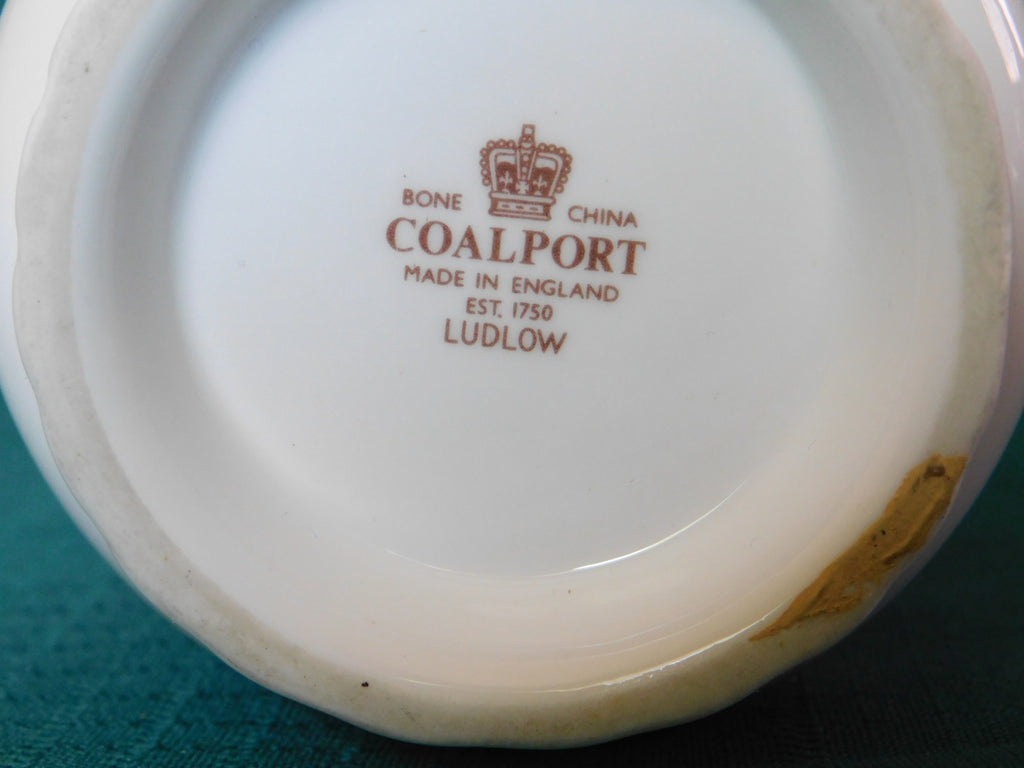 BONE CHINA
COALPORT
MADE IN ENGLAND
EST. 1750
LUDLOW